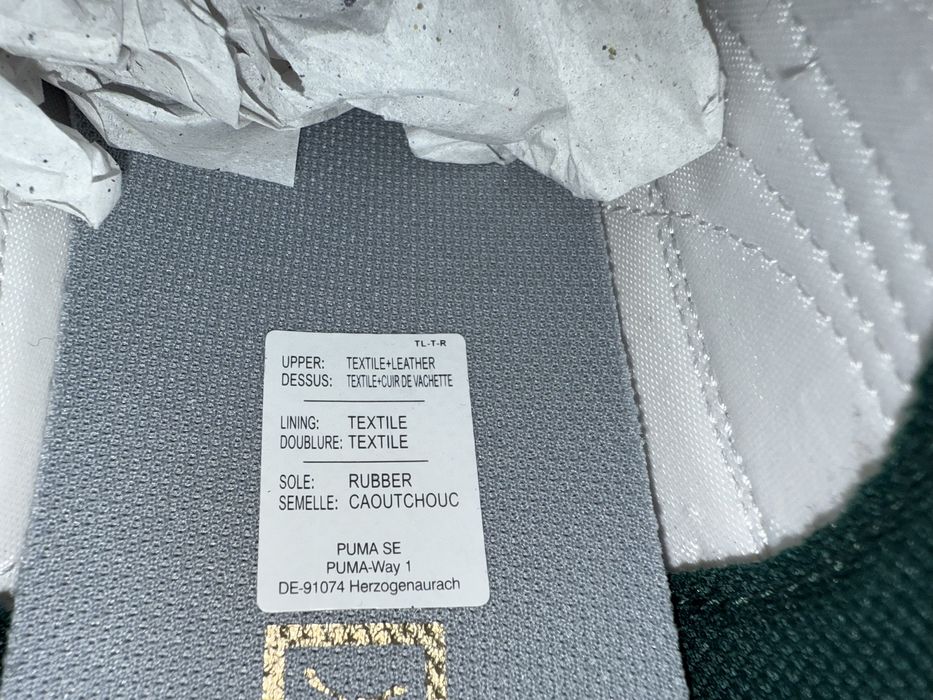 TL-T-R
UPPER: TEXTILE+LEATHER
DESSUS: TEXTILE+CUIR DE VACHETTE
LINING: TEXTILE
DOUBLURE: TEXTILE
SOLE: RUBBER
SEMELLE: CAOUTCHOUC
PUMA SE
PUMA-Way 1
DE-91074 Herzogenaurach